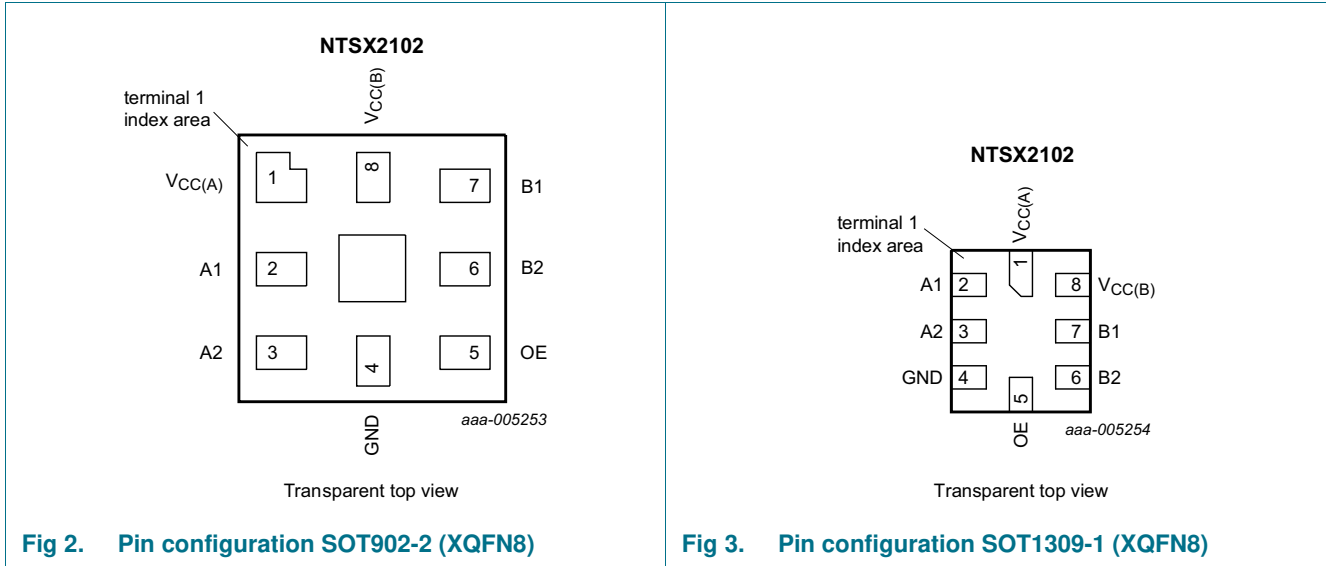 NTSX2102
VCC(B)
terminal 1
index area
VCC(A)
1
8
7
B1
A1
2
6
B2
A2
3
4
5
OE
GND
aaa-005253
Transparent top view
Fig 2. Pin configuration SOT902-2 (XQFN8)
NTSX2102
VCC(A)
terminal 1
index area
A1
2
1
8
VCC(B)
A2
3
7
B1
GND
4
5
6
B2
OE
aaa-005254
Transparent top view
Fig 3. Pin configuration SOT1309-1 (XQFN8)